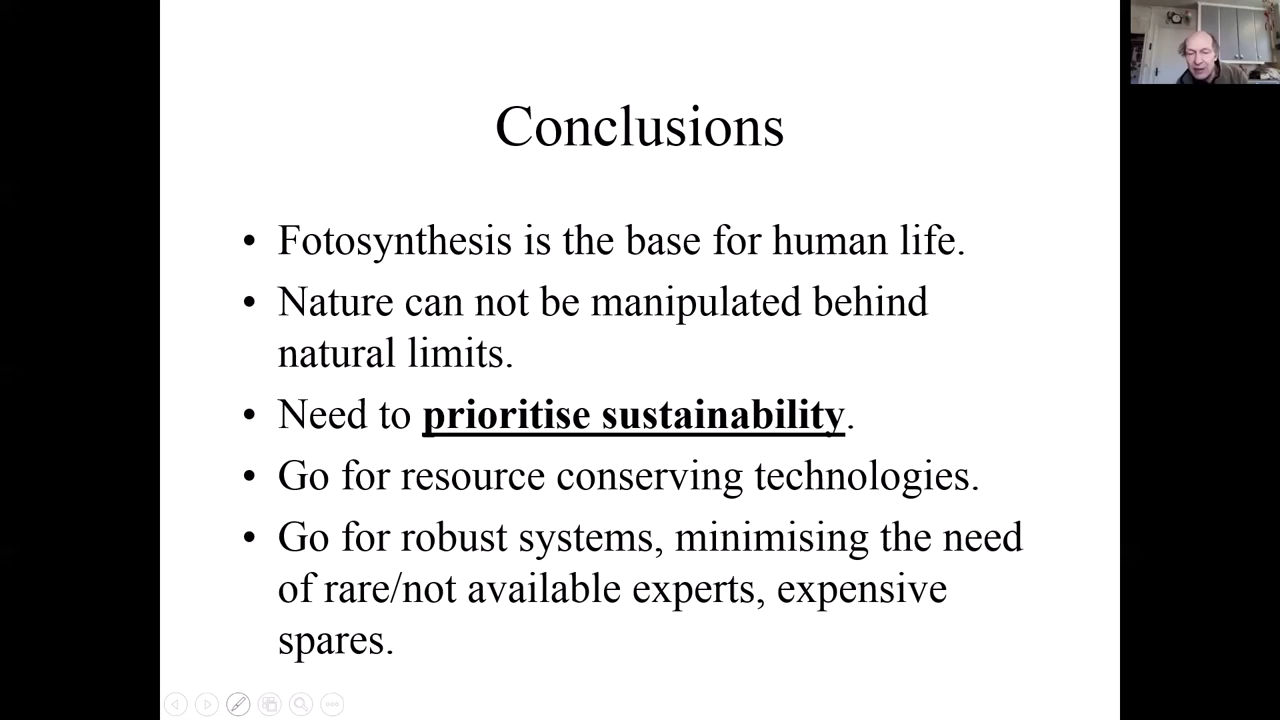 Conclusions
• Fotosynthesis is the base for human life.
• Nature can not be manipulated behind
natural limits.
• Need to prioritise sustainability.
• Go for resource conserving technologies.
• Go for robust systems, minimising the need
of rare/not available experts, expensive
spares.